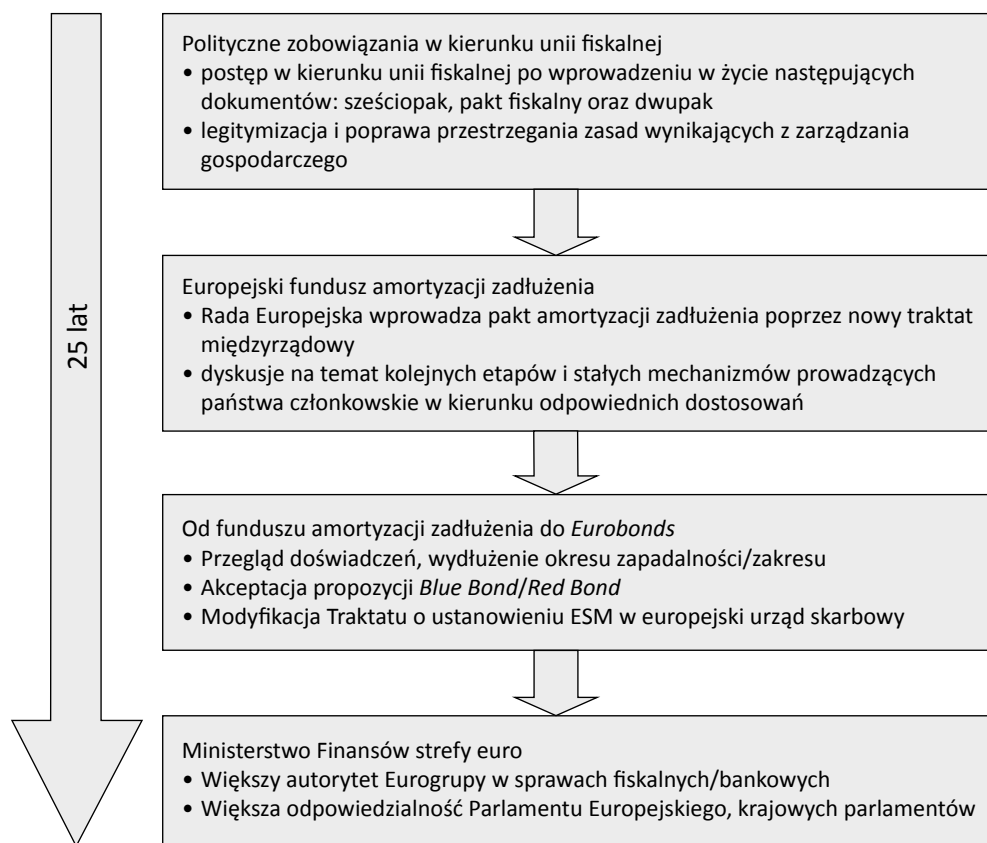 25 lat
Polityczne zobowiązania w kierunku unii fiskalnej
• postęp w kierunku unii fiskalnej po wprowadzeniu w życie następujących
dokumentów: sześciopak, pakt fiskalny oraz dwupak
• legitymizacja i poprawa przestrzegania zasad wynikających z zarządzania
gospodarczego
Europejski fundusz amortyzacji zadłużenia
• Rada Europejska wprowadza pakt amortyzacji zadłużenia poprzez nowy traktat
międzyrządowy
• dyskusje na temat kolejnych etapów i stałych mechanizmów prowadzących
państwa członkowskie w kierunku odpowiednich dostosowań
Od funduszu amortyzacji zadłużenia do Eurobonds
• Przegląd doświadczeń, wydłużenie okresu zapadalności/zakresu
• Akceptacja propozycji Blue Bond/Red Bond
• Modyfikacja Traktatu o ustanowieniu ESM w europejski urząd skarbowy
Ministerstwo Finansów strefy euro
• Większy autorytet Eurogrupy w sprawach fiskalnych/bankowych
• Większa odpowiedzialność Parlamentu Europejskiego, krajowych parlamentów